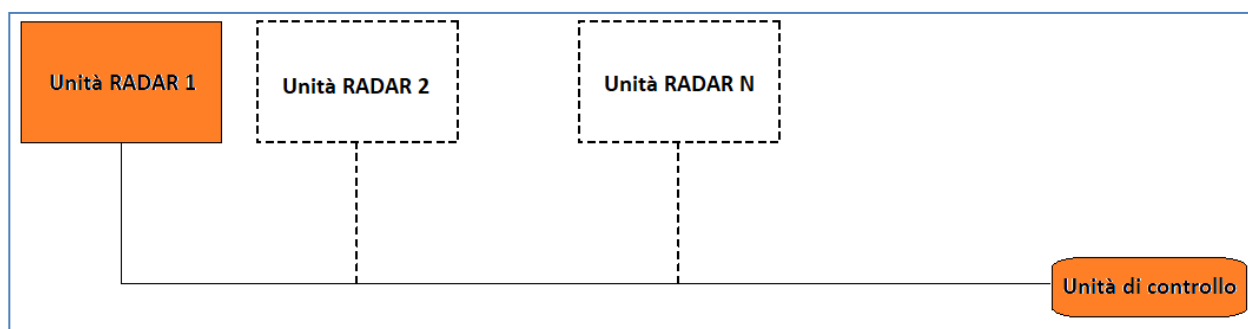 Unità RADAR 1
Unità RADAR 2
Unità RADAR N
Unità di controllo